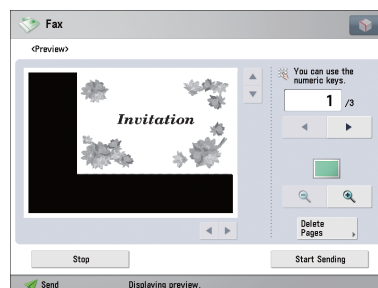 Fax
<Preview>
You can use the
numeric keys.
1 /3
Invitation
Delete
Pages
Stop
Start Sending
Send
Displaying preview.